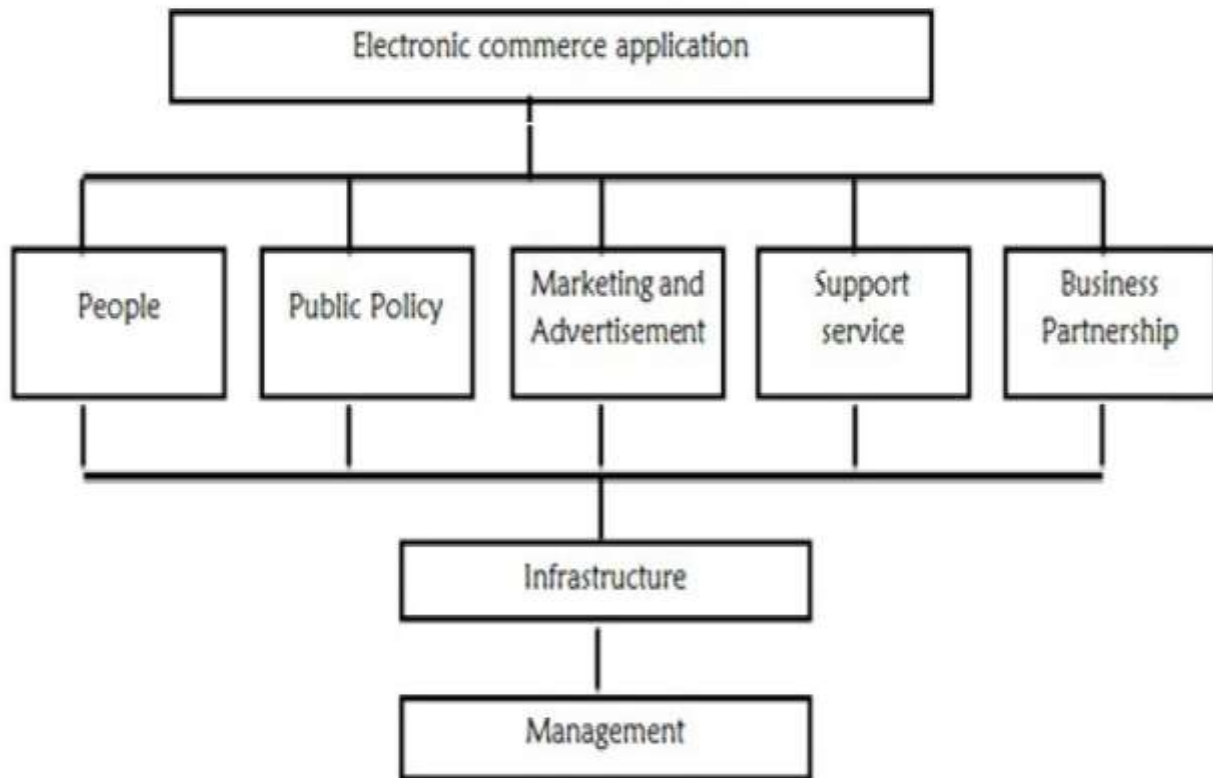 Electronic commerce application
People
Public Policy
Marketing and
Advertisement
Support
service
Business
Partnership
Infrastructure
Management